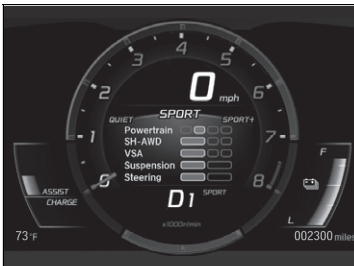 4
3
5
0 mph
2
6
SPORT
QUIET
SPORT+
Powertrain
1
SH-AWD
7
F
VSA
Suspension
Steering
8
ASSIST
CHARGE
D1 SPORT
L
x1000r/min
73°F
002300 miles